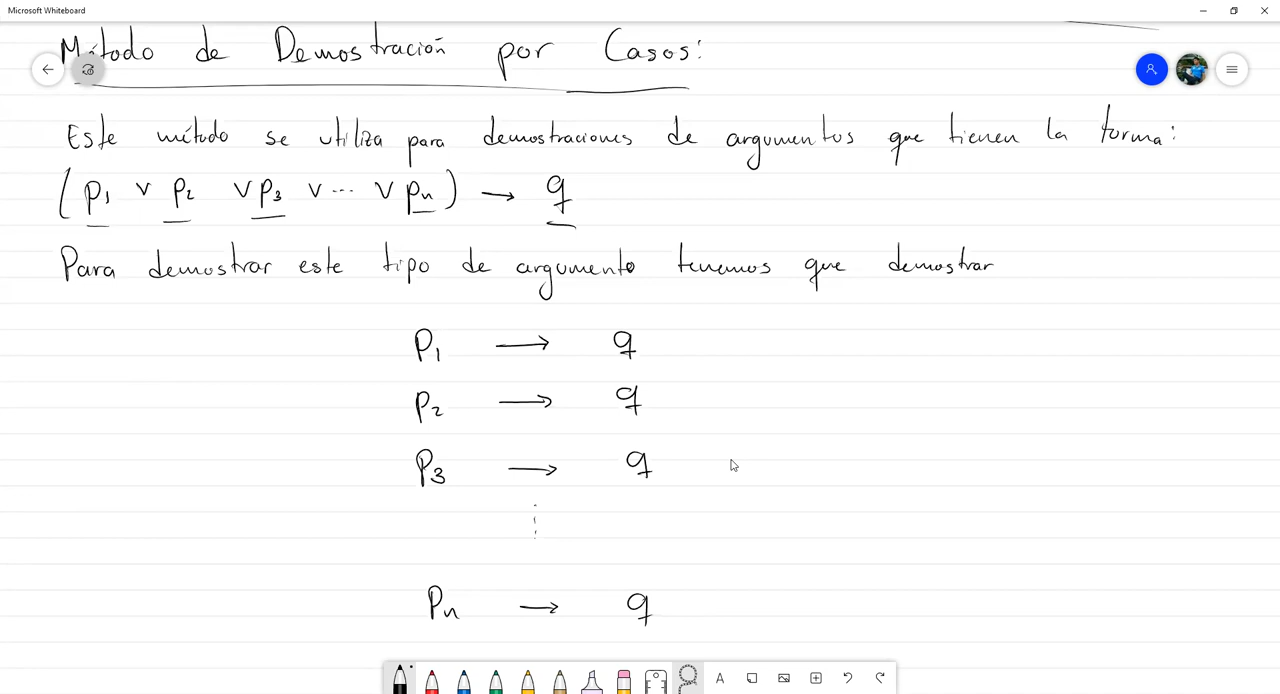 Microsoft Whiteboard
Método de Demostración por Casos:
Este método se utiliza para demostraciones de argumentos que tienen la forma:
(p₁ ∨ p₂ ∨ p₃ ∨ ... ∨ pn) → q
Para demostrar este tipo de argumento tenemos que demostrar
p₁ → q
p₂ → q
p₃ → q
⋮
pn → q
A